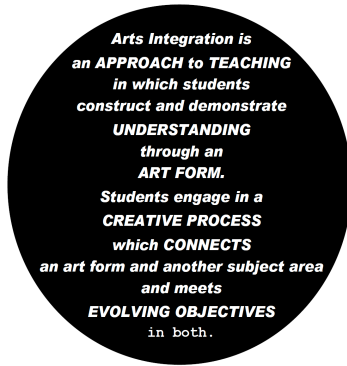 Arts Integration is
an APPROACH to TEACHING
in which students
construct and demonstrate
UNDERSTANDING
through an
ART FORM.
Students engage in a
CREATIVE PROCESS
which CONNECTS
an art form and another subject area
and meets
EVOLVING OBJECTIVES
in both.